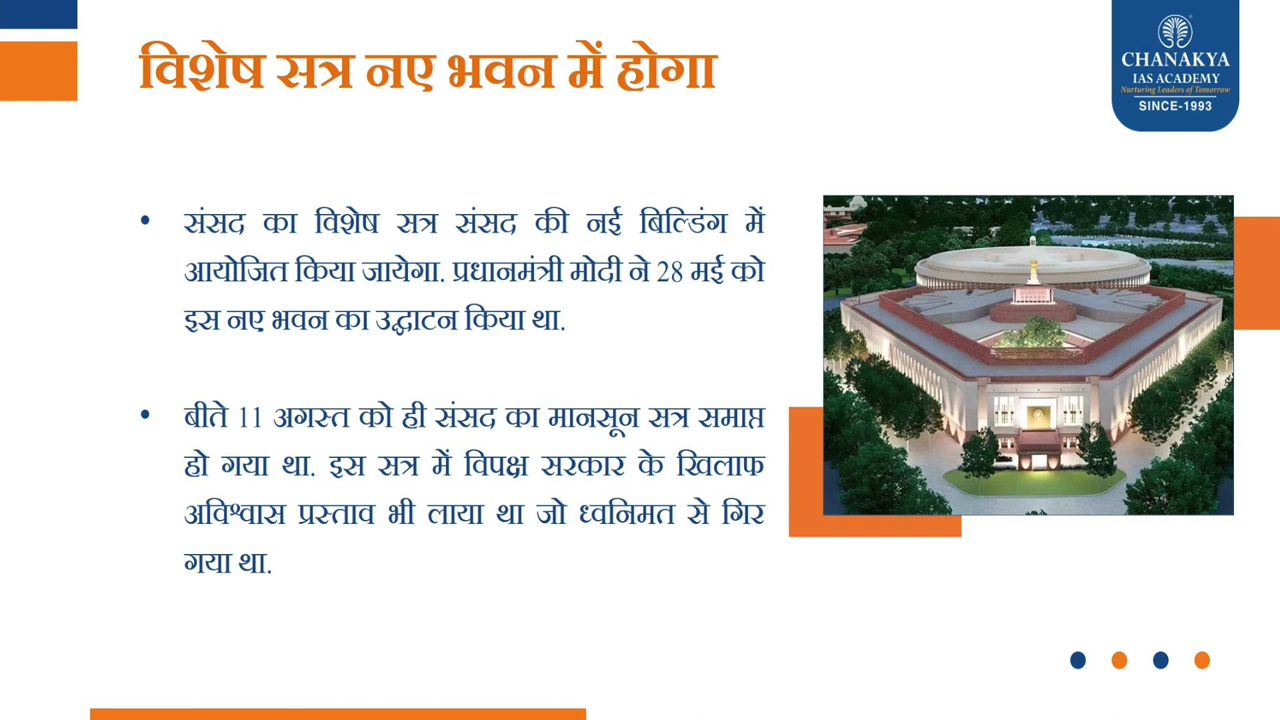 विशेष सत्र नए भवन में होगा
CHANAKYA
IAS ACADEMY
Nurturing Leaders of Tomorrow
SINCE-1993
• संसद का विशेष सत्र संसद की नई बिल्डिंग में
आयोजित किया जायेगा. प्रधानमंत्री मोदी ने 28 मई को
इस नए भवन का उद्घाटन किया था.
• बीते 11 अगस्त को ही संसद का मानसून सत्र समाप्त
हो गया था. इस सत्र में विपक्ष सरकार के खिलाफ
अविश्वास प्रस्ताव भी लाया था जो ध्वनिमत से गिर
गया था.